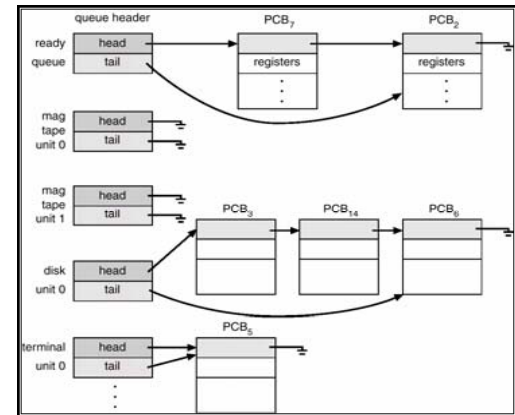 queue header PCB7 PCB2
ready head
queue tail registers registers
mag head
tape tail
unit 0
mag head
tape tail
unit 1
PCB3 PCB14 PCB6
disk head
unit 0 tail
PCB5
terminal head
unit 0 tail